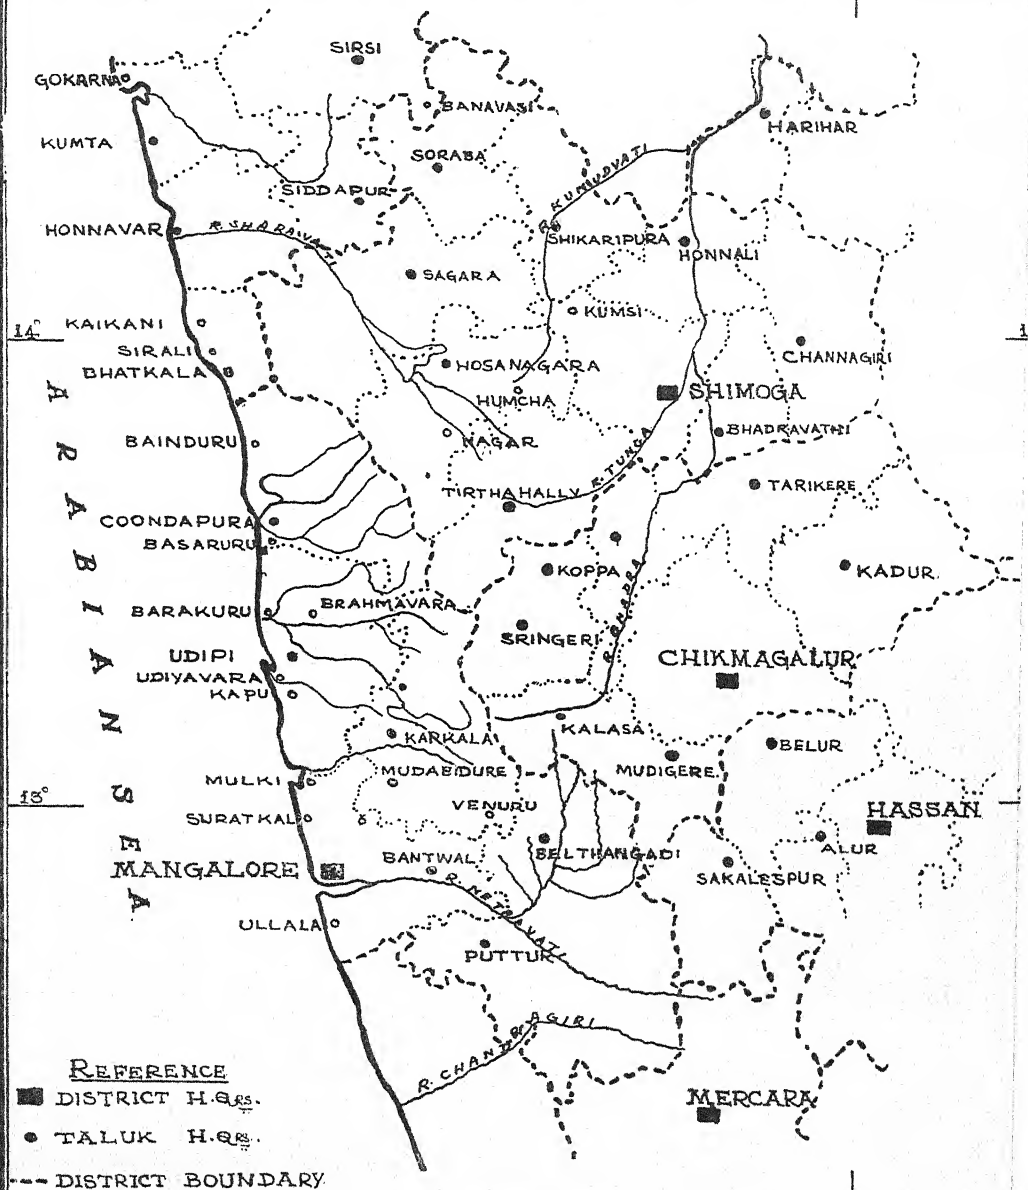 SIRSI
GOKARNA
BANAVASI
HARIHAR
KUMTA
SORABA
R. KUMUDVATI
SIDDAPUR
HONNAVAR
R. SHARAVATI
SHIKARIPURA
HONNALI
SAGARA
KUMSI
KAIKANI
14°
1
SIRALI
CHANNAGIRI
BHATKALA
HOSANAGARA
HUMCHA
SHIMOGA
BAINDURU
NAGAR
BHADRAVATHI
R. TUNGA
TIRTHAHALLY
TARIKERE
COONDAPURA
BASARURU
KOPPA
KADUR
R. BHADRA
BARAKURU
BRAHMAVARA
SRINGERI
UDIPI
CHIKMAGALUR
UDIYAVARA
KAPU
KALASA
KARKALA
BELUR
MULKI
MUDABIDURE
MUDIGERE
13°
VENURU
HASSAN
SURATKAL
ALUR
MANGALORE
BANTWAL
BELTHANGADI
SAKALESPUR
R. NETRAVATI
ULLALA
PUTTUR
ARABIAN SEA
R. CHANDRAGIRI
MERCARA
REFERENCE
DISTRICT H.QRS.
TALUK H.QRS.
DISTRICT BOUNDARY